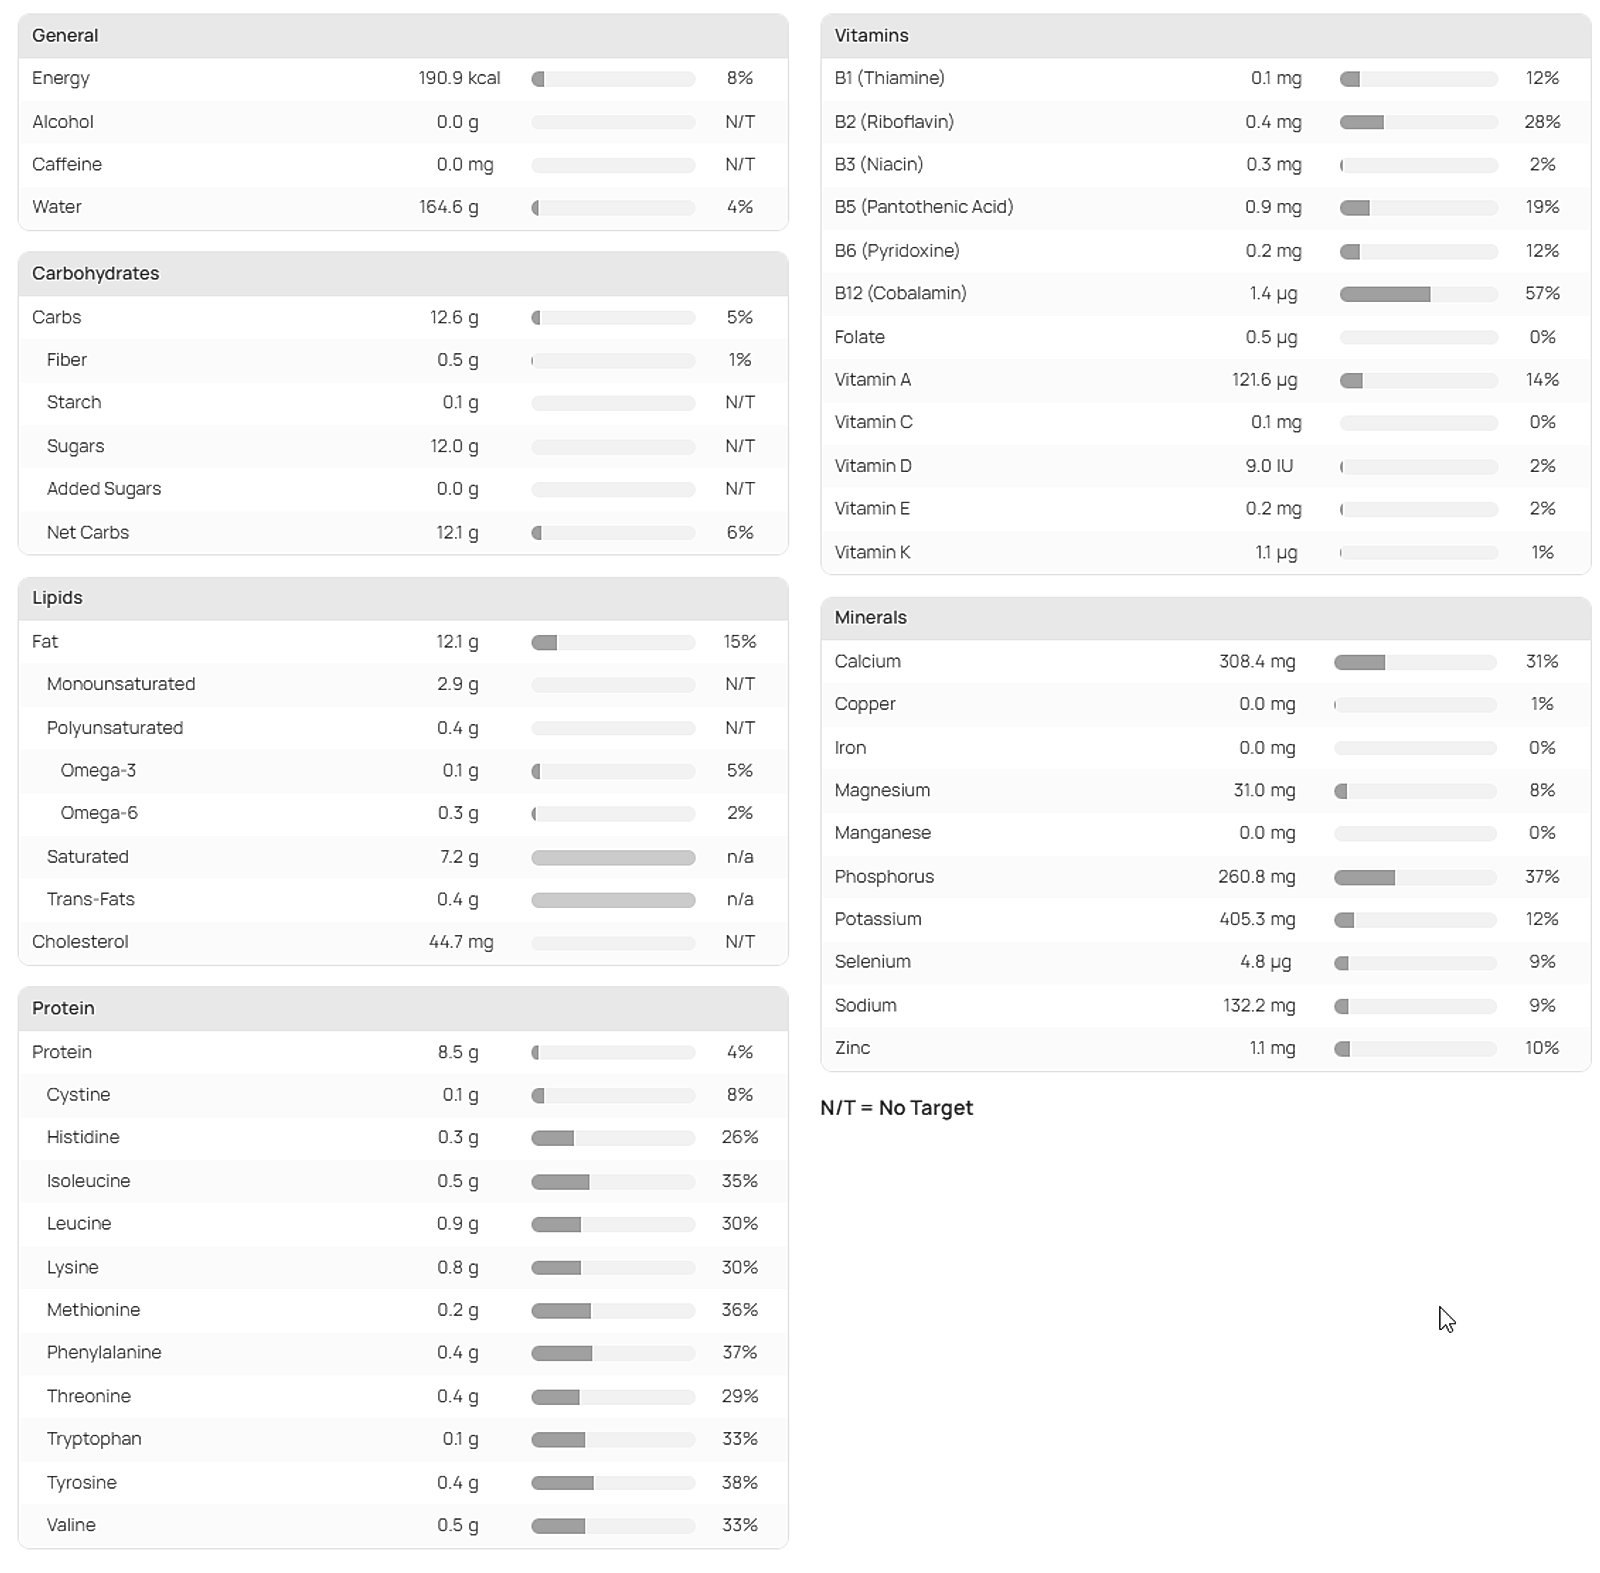 General
Energy 190.9 kcal 8%
Alcohol 0.0 g N/T
Caffeine 0.0 mg N/T
Water 164.6 g 4%
Carbohydrates
Carbs 12.6 g 5%
Fiber 0.5 g 1%
Starch 0.1 g N/T
Sugars 12.0 g N/T
Added Sugars 0.0 g N/T
Net Carbs 12.1 g 6%
Lipids
Fat 12.1 g 15%
Monounsaturated 2.9 g N/T
Polyunsaturated 0.4 g N/T
Omega-3 0.1 g 5%
Omega-6 0.3 g 2%
Saturated 7.2 g n/a
Trans-Fats 0.4 g n/a
Cholesterol 44.7 mg N/T
Protein
Protein 8.5 g 4%
Cystine 0.1 g 8%
Histidine 0.3 g 26%
Isoleucine 0.5 g 35%
Leucine 0.9 g 30%
Lysine 0.8 g 30%
Methionine 0.2 g 36%
Phenylalanine 0.4 g 37%
Threonine 0.4 g 29%
Tryptophan 0.1 g 33%
Tyrosine 0.4 g 38%
Valine 0.5 g 33%
Vitamins
B1 (Thiamine) 0.1 mg 12%
B2 (Riboflavin) 0.4 mg 28%
B3 (Niacin) 0.3 mg 2%
B5 (Pantothenic Acid) 0.9 mg 19%
B6 (Pyridoxine) 0.2 mg 12%
B12 (Cobalamin) 1.4 µg 57%
Folate 0.5 µg 0%
Vitamin A 121.6 µg 14%
Vitamin C 0.1 mg 0%
Vitamin D 9.0 IU 2%
Vitamin E 0.2 mg 2%
Vitamin K 1.1 µg 1%
Minerals
Calcium 308.4 mg 31%
Copper 0.0 mg 1%
Iron 0.0 mg 0%
Magnesium 31.0 mg 8%
Manganese 0.0 mg 0%
Phosphorus 260.8 mg 37%
Potassium 405.3 mg 12%
Selenium 4.8 µg 9%
Sodium 132.2 mg 9%
Zinc 1.1 mg 10%
N/T = No Target